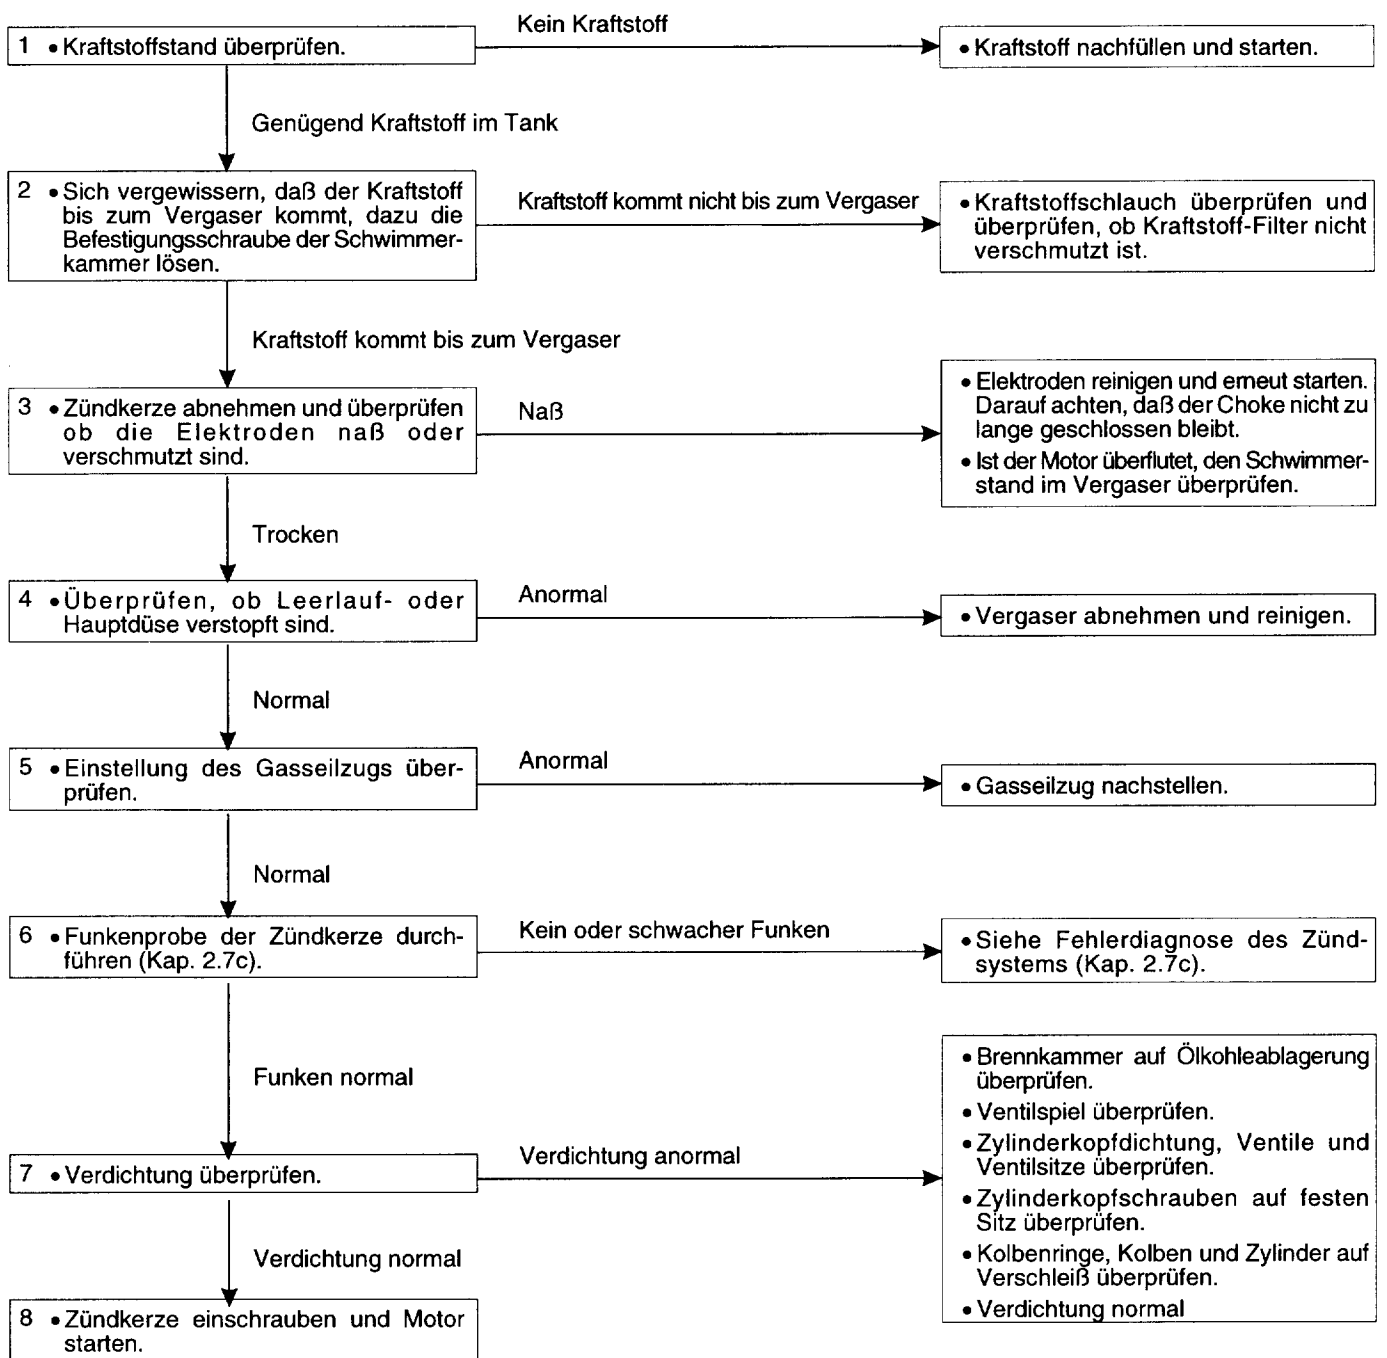 Kein Kraftstoff
1 • Kraftstoffstand überprüfen.
• Kraftstoff nachfüllen und starten.
Genügend Kraftstoff im Tank
2 • Sich vergewissern, daß der Kraftstoff
bis zum Vergaser kommt, dazu die
Befestigungsschraube der Schwimmer-
kammer lösen.
Kraftstoff kommt nicht bis zum Vergaser
• Kraftstoffschlauch überprüfen und
überprüfen, ob Kraftstoff-Filter nicht
verschmutzt ist.
Kraftstoff kommt bis zum Vergaser
3 • Zündkerze abnehmen und überprüfen
ob die Elektroden naß oder
verschmutzt sind.
Naß
• Elektroden reinigen und erneut starten.
Darauf achten, daß der Choke nicht zu
lange geschlossen bleibt.
• Ist der Motor überflutet, den Schwimmer-
stand im Vergaser überprüfen.
Trocken
4 • Überprüfen, ob Leerlauf- oder
Hauptdüse verstopft sind.
Anormal
• Vergaser abnehmen und reinigen.
Normal
5 • Einstellung des Gasseilzugs über-
prüfen.
Anormal
• Gasseilzug nachstellen.
Normal
6 • Funkenprobe der Zündkerze durch-
führen (Kap. 2.7c).
Kein oder schwacher Funken
• Siehe Fehlerdiagnose des Zünd-
systems (Kap. 2.7c).
Funken normal
7 • Verdichtung überprüfen.
Verdichtung anormal
• Brennkammer auf Ölkohleablagerung
überprüfen.
• Ventilspiel überprüfen.
• Zylinderkopfdichtung, Ventile und
Ventilsitze überprüfen.
• Zylinderkopfschrauben auf festen
Sitz überprüfen.
• Kolbenringe, Kolben und Zylinder auf
Verschleiß überprüfen.
• Verdichtung normal
Verdichtung normal
8 • Zündkerze einschrauben und Motor
starten.